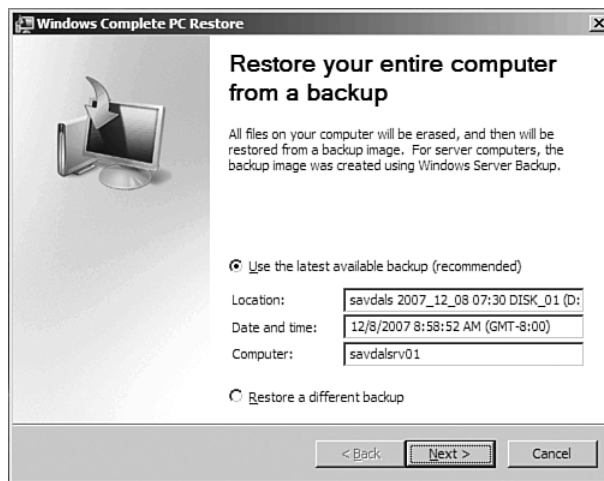 Windows Complete PC Restore
Restore your entire computer
from a backup
All files on your computer will be erased, and then will be
restored from a backup image. For server computers, the
backup image was created using Windows Server Backup.
Use the latest available backup (recommended)
Location: savdals 2007_12_08 07:30 DISK_01 (D:
Date and time: 12/8/2007 8:58:52 AM (GMT-8:00)
Computer: savdalsrv01
Restore a different backup
< Back Next > Cancel